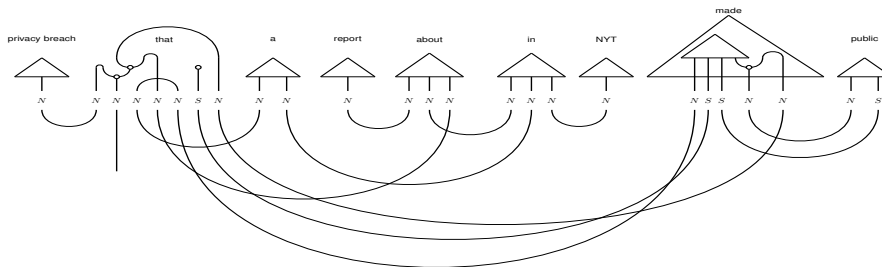 made
privacy breach that a report about in NYT public
N N N N N N S N N N N N N N N N N N N S S N N N S